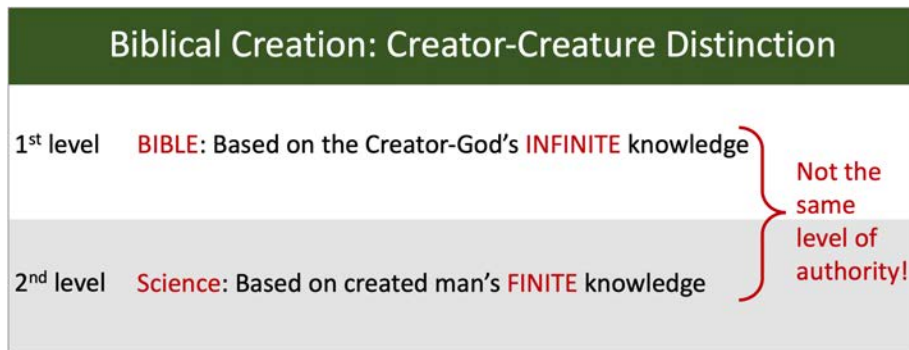 Biblical Creation: Creator-Creature Distinction
1st level BIBLE: Based on the Creator-God’s INFINITE knowledge
Not the
same
level of
authority!
2nd level Science: Based on created man’s FINITE knowledge